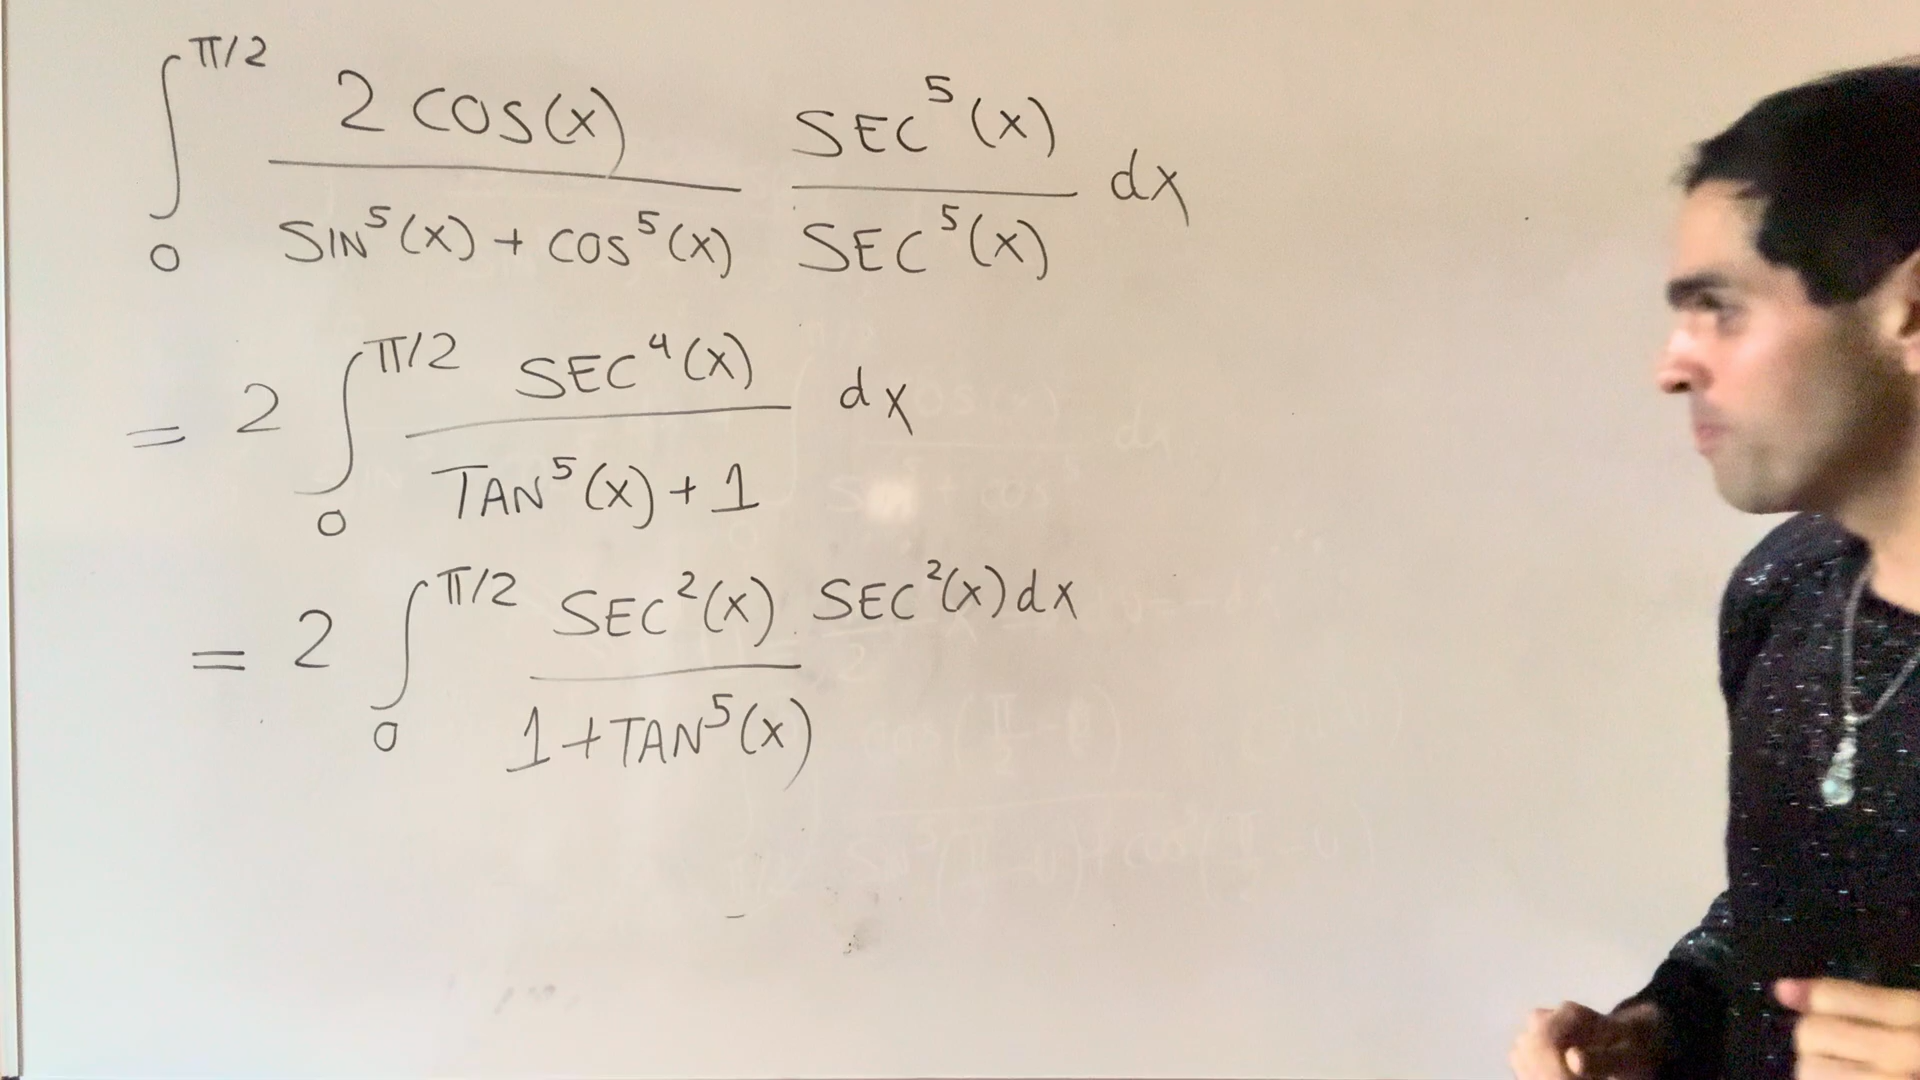 ∫₀^{π/2} (2 COS(x))/(SIN⁵(x) + COS⁵(x)) (SEC⁵(x))/(SEC⁵(x)) dx
= 2 ∫₀^{π/2} (SEC⁴(x))/(TAN⁵(x) + 1) dx
= 2 ∫₀^{π/2} (SEC²(x))/(1 + TAN⁵(x)) SEC²(x) dx